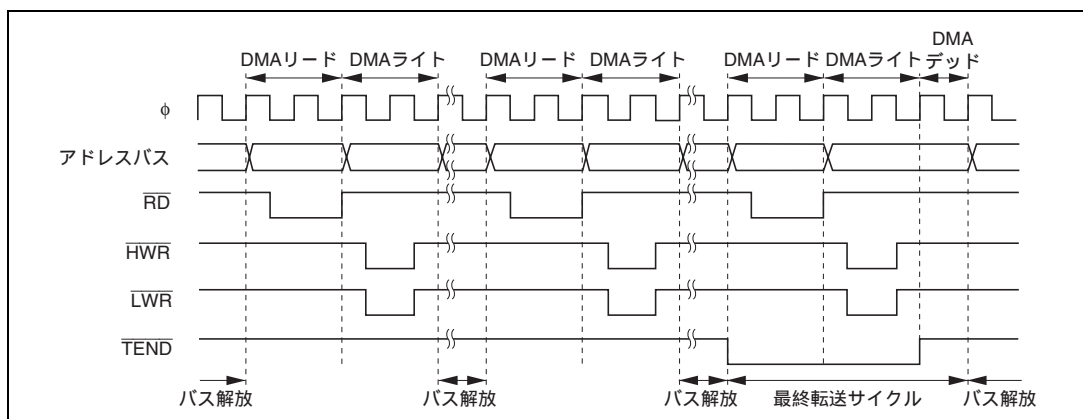 DMA
DMAリード DMAライト DMAリード DMAライト DMAリード DMAライト デッド
φ
アドレスバス
RD
HWR
LWR
TEND
バス解放 バス解放 バス解放 最終転送サイクル バス解放